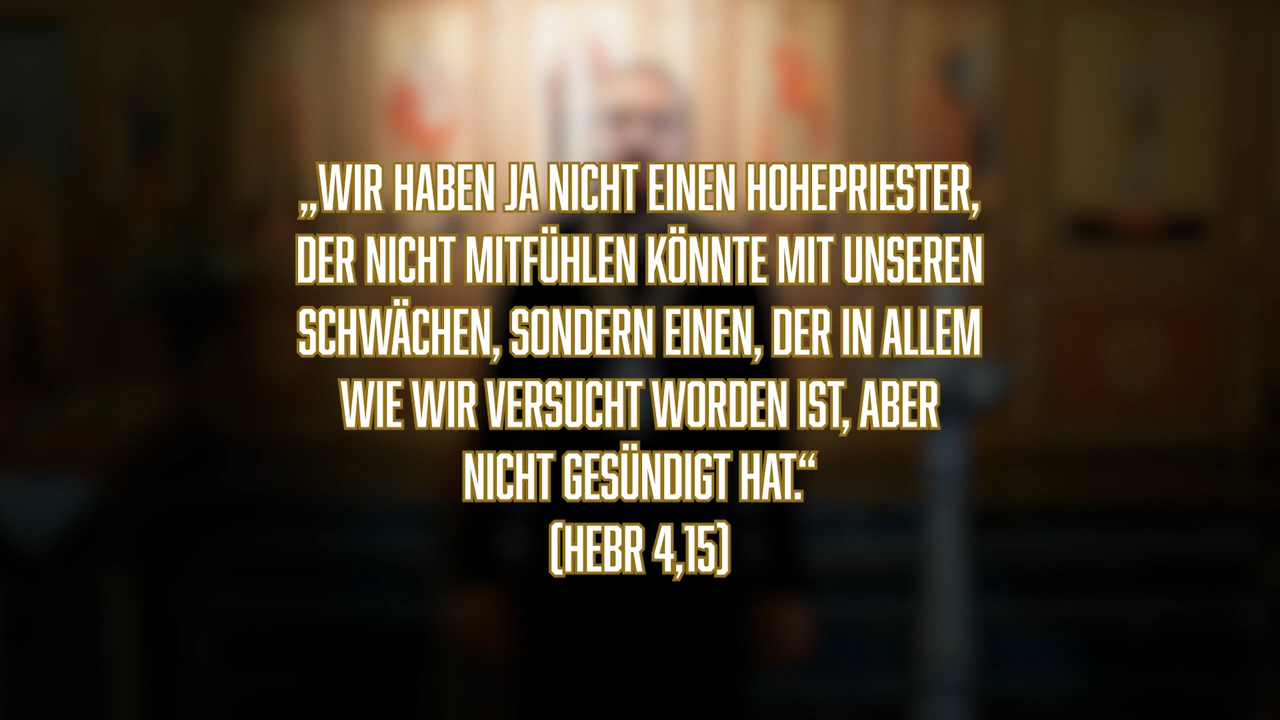 „WIR HABEN JA NICHT EINEN HOHEPRIESTER,
DER NICHT MITFÜHLEN KÖNNTE MIT UNSEREN
SCHWÄCHEN, SONDERN EINEN, DER IN ALLEM
WIE WIR VERSUCHT WORDEN IST, ABER
NICHT GESÜNDIGT HAT.“
(HEBR 4,15)